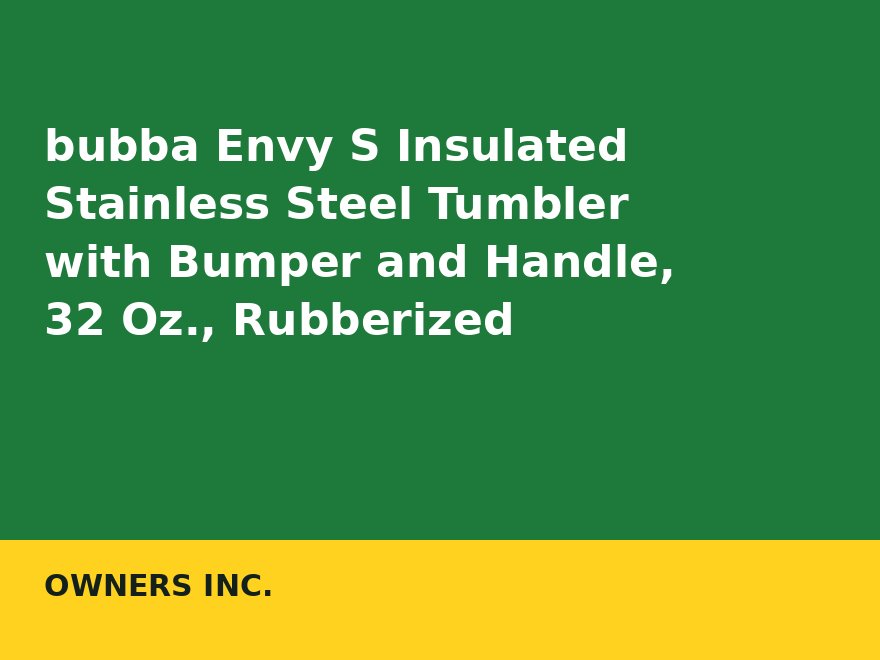 bubba Envy S Insulated
Stainless Steel Tumbler
with Bumper and Handle,
32 Oz., Rubberized
OWNERS INC.